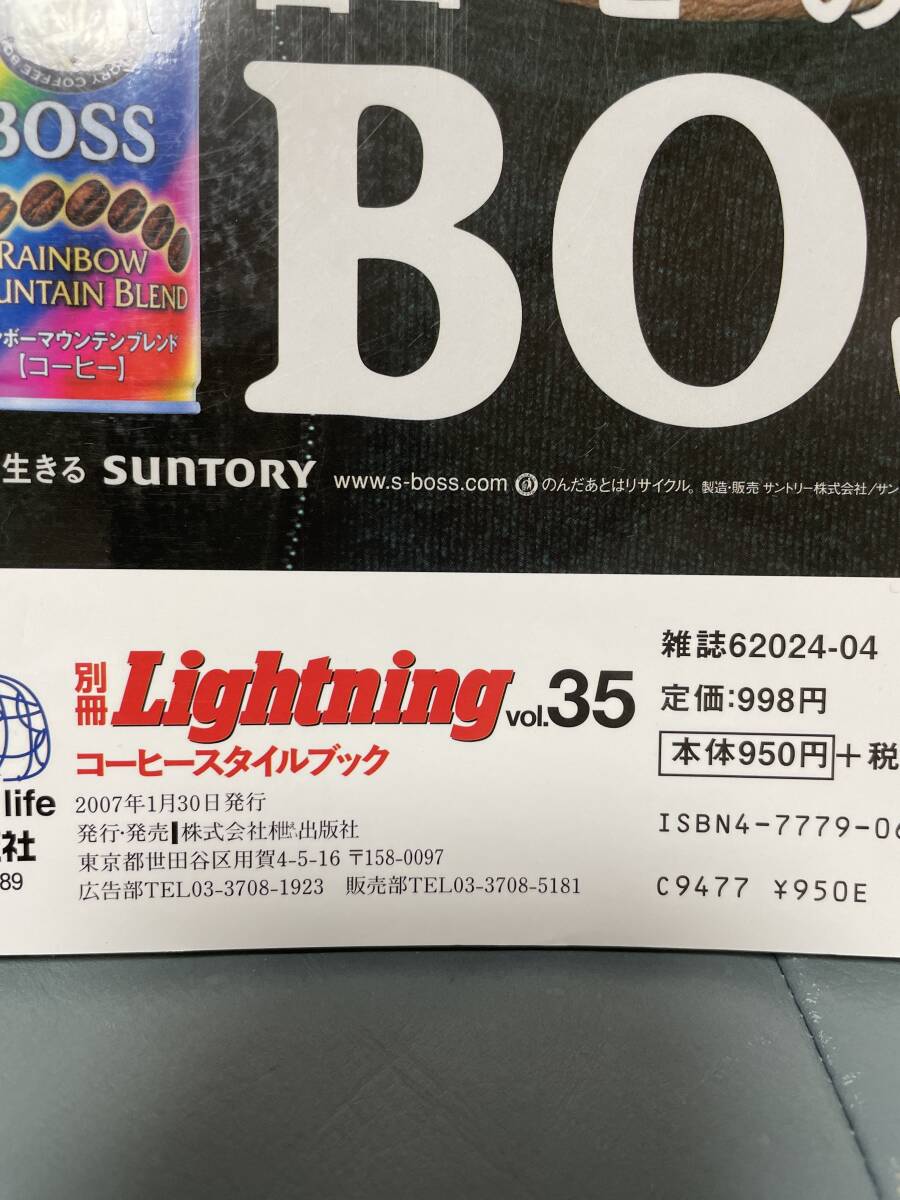 ORY COFFEE BO
BOSS
RAINBOW
UNTAIN BLEND
ボーマウンテンブレンド
【コーヒー】
BO
生きる SUNTORY www.s-boss.com のんだあとはリサイクル。 製造・販売 サントリー株式会社/サン
別冊 Lightning vol.35
コーヒースタイルブック
2007年1月30日発行
発行・発売 株式会社枻出版社
東京都世田谷区用賀4-5-16 〒158-0097
広告部TEL03-3708-1923 販売部TEL03-3708-5181
life
社
89
雑誌62024-04
定価:998円
本体950円+税
ISBN4-7779-06
C9477 ¥950E